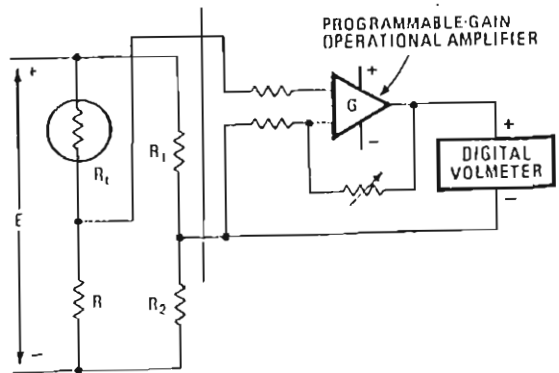 PROGRAMMABLE-GAIN
OPERATIONAL AMPLIFIER
+
+
G
R1
+
DIGITAL
VOLMETER
Rt
−
E
−
R
R2
−